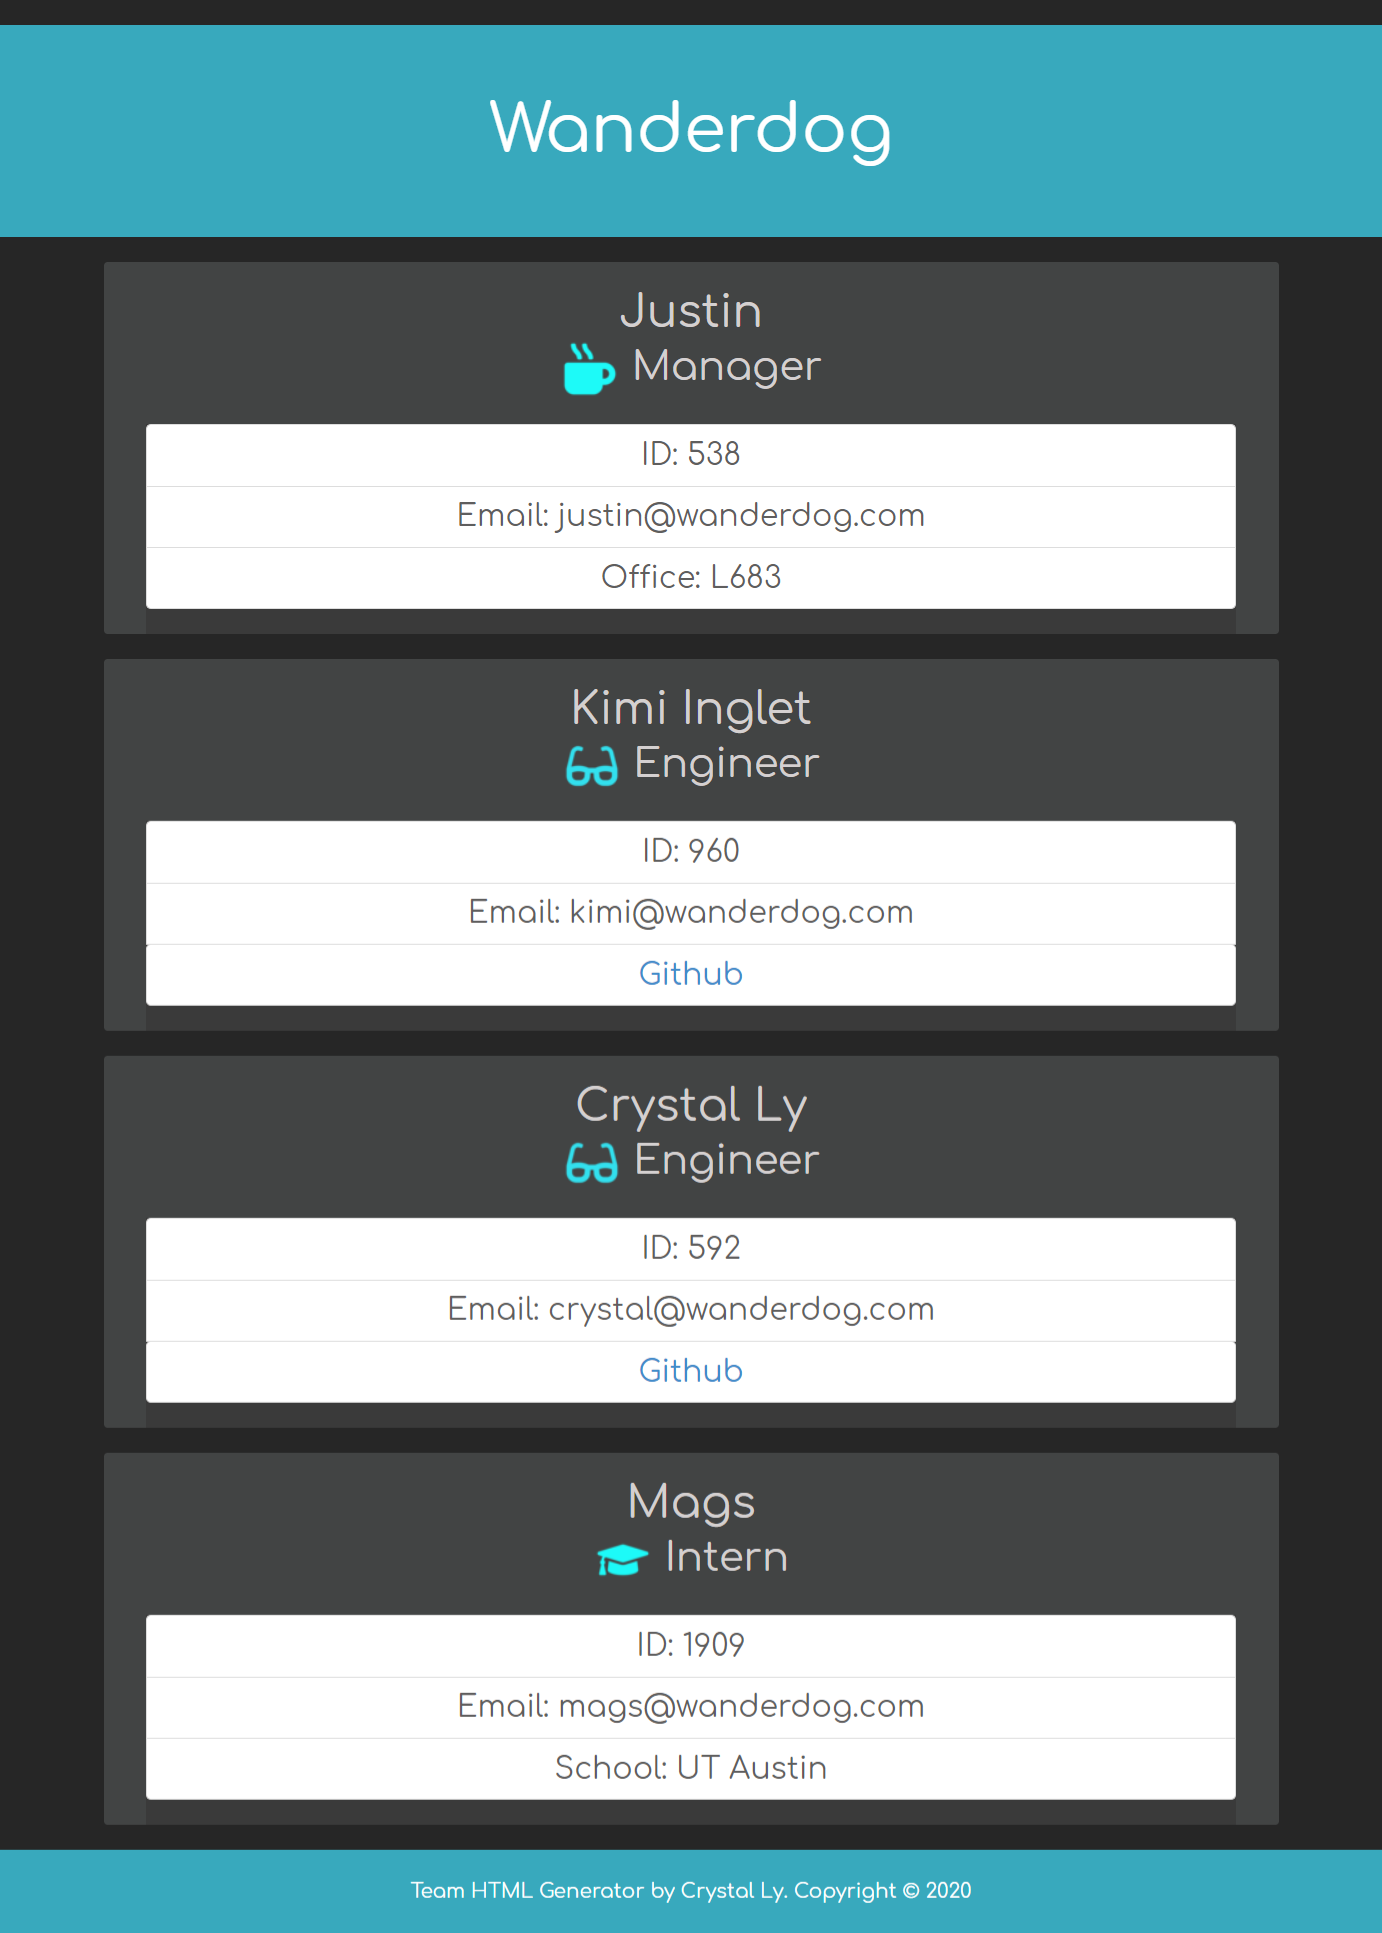 Wanderdog
Justin
Manager
ID: 538
Email: justin@wanderdog.com
Office: L683
Kimi Inglet
Engineer
ID: 960
Email: kimi@wanderdog.com
Github
Crystal Ly
Engineer
ID: 592
Email: crystal@wanderdog.com
Github
Mags
Intern
ID: 1909
Email: mags@wanderdog.com
School: UT Austin
Team HTML Generator by Crystal Ly. Copyright © 2020